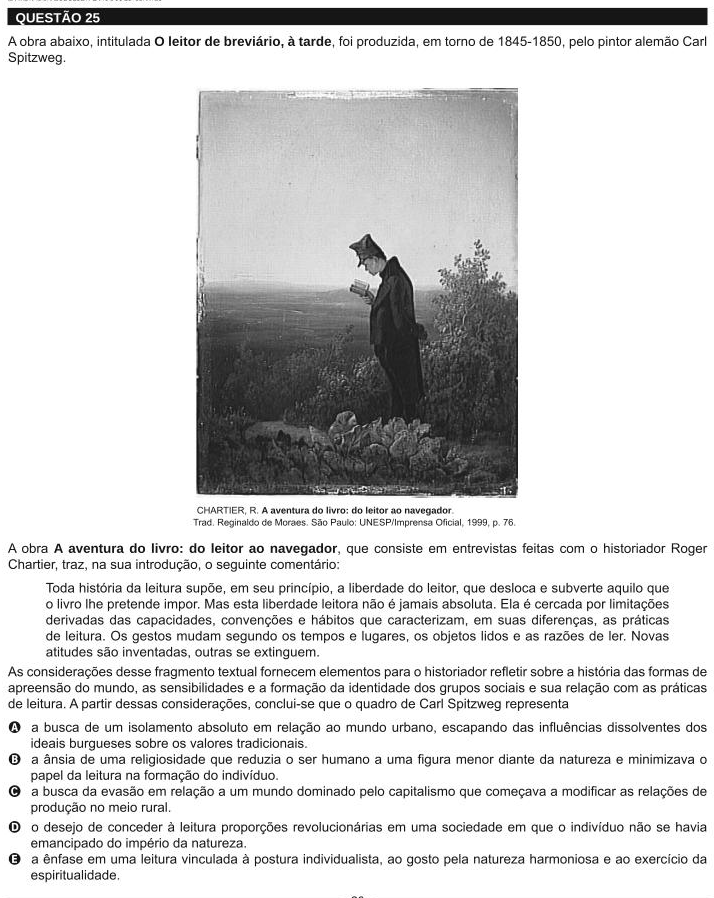 QUESTÃO 25
A obra abaixo, intitulada O leitor de breviário, à tarde, foi produzida, em torno de 1845-1850, pelo pintor alemão Carl
Spitzweg.
CHARTIER, R. A aventura do livro: do leitor ao navegador.
Trad. Reginaldo de Moraes. São Paulo: UNESP/Imprensa Oficial, 1999, p. 76.
A obra A aventura do livro: do leitor ao navegador, que consiste em entrevistas feitas com o historiador Roger
Chartier, traz, na sua introdução, o seguinte comentário:
Toda história da leitura supõe, em seu princípio, a liberdade do leitor, que desloca e subverte aquilo que
o livro lhe pretende impor. Mas esta liberdade leitora não é jamais absoluta. Ela é cercada por limitações
derivadas das capacidades, convenções e hábitos que caracterizam, em suas diferenças, as práticas
de leitura. Os gestos mudam segundo os tempos e lugares, os objetos lidos e as razões de ler. Novas
atitudes são inventadas, outras se extinguem.
As considerações desse fragmento textual fornecem elementos para o historiador refletir sobre a história das formas de
apreensão do mundo, as sensibilidades e a formação da identidade dos grupos sociais e sua relação com as práticas
de leitura. A partir dessas considerações, conclui-se que o quadro de Carl Spitzweg representa
A a busca de um isolamento absoluto em relação ao mundo urbano, escapando das influências dissolventes dos
ideais burgueses sobre os valores tradicionais.
B a ânsia de uma religiosidade que reduzia o ser humano a uma figura menor diante da natureza e minimizava o
papel da leitura na formação do indivíduo.
C a busca da evasão em relação a um mundo dominado pelo capitalismo que começava a modificar as relações de
produção no meio rural.
D o desejo de conceder à leitura proporções revolucionárias em uma sociedade em que o indivíduo não se havia
emancipado do império da natureza.
E a ênfase em uma leitura vinculada à postura individualista, ao gosto pela natureza harmoniosa e ao exercício da
espiritualidade.